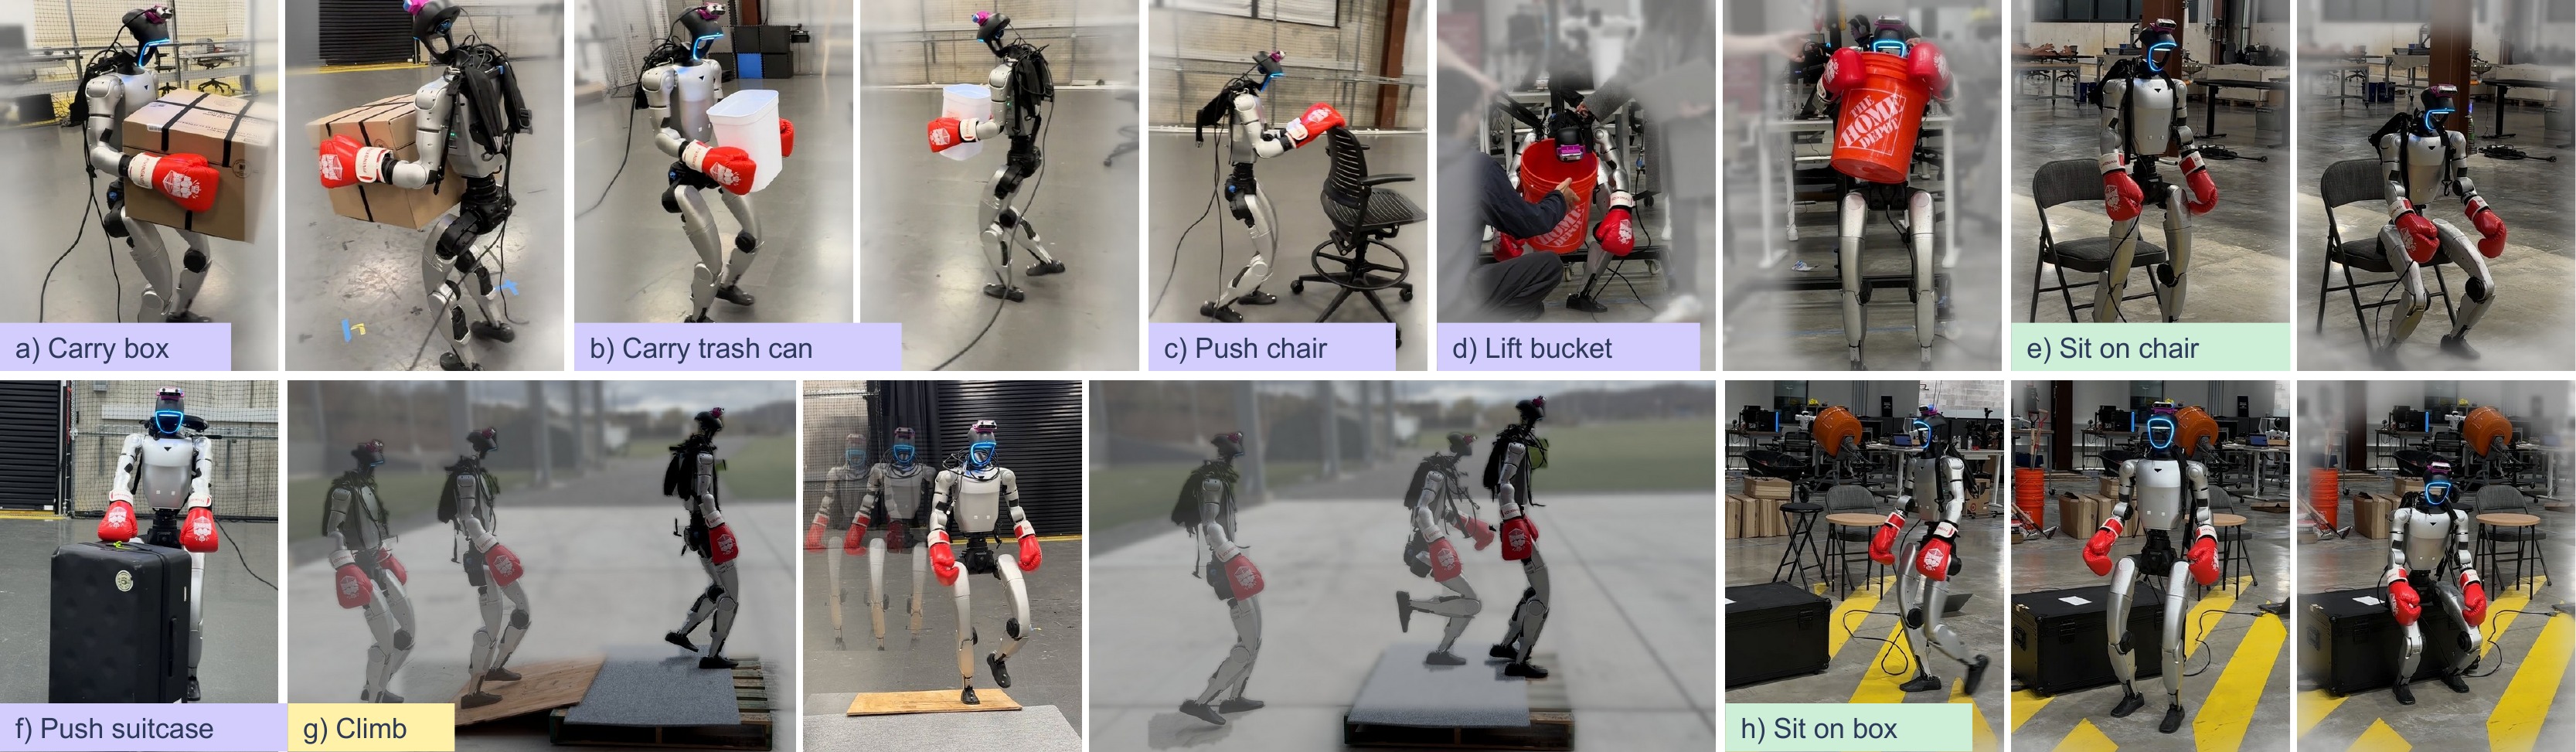 THE
HOME
DEPOT
HOME
a) Carry box
b) Carry trash can
c) Push chair
d) Lift bucket
e) Sit on chair
f) Push suitcase
g) Climb
h) Sit on box